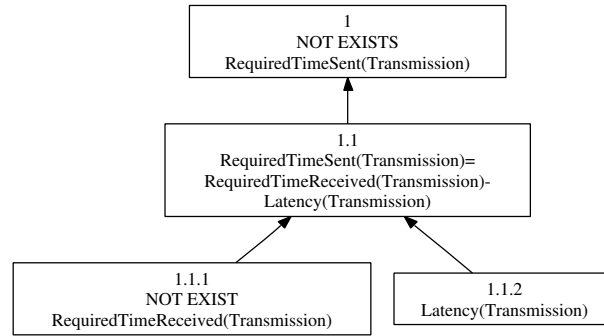 1
NOT EXISTS
RequiredTimeSent(Transmission)
1.1
RequiredTimeSent(Transmission)=
RequiredTimeReceived(Transmission)-
Latency(Transmission)
1.1.1
NOT EXIST
RequiredTimeReceived(Transmission)
1.1.2
Latency(Transmission)